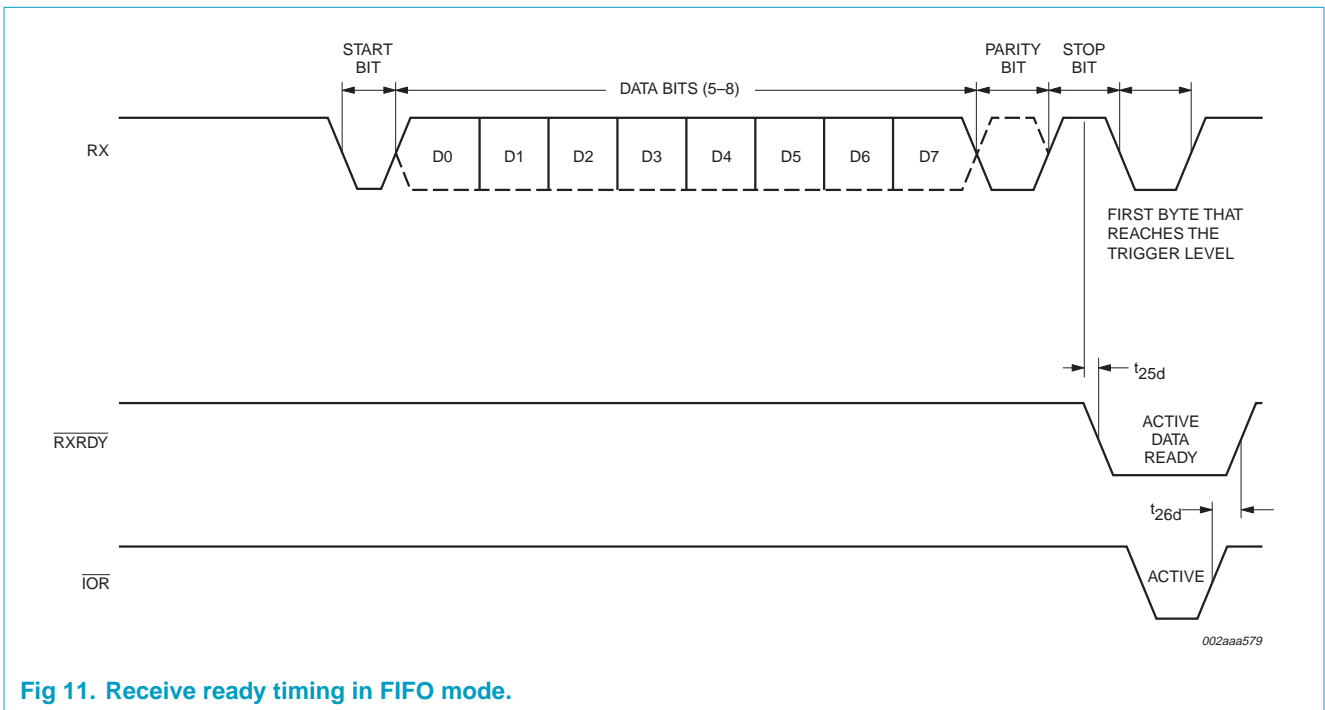 START
BIT
DATA BITS (5–8)
PARITY
BIT
STOP
BIT
RX
D0 D1 D2 D3 D4 D5 D6 D7
FIRST BYTE THAT
REACHES THE
TRIGGER LEVEL
t25d
RXRDY
ACTIVE
DATA
READY
t26d
IOR
ACTIVE
002aaa579
Fig 11. Receive ready timing in FIFO mode.